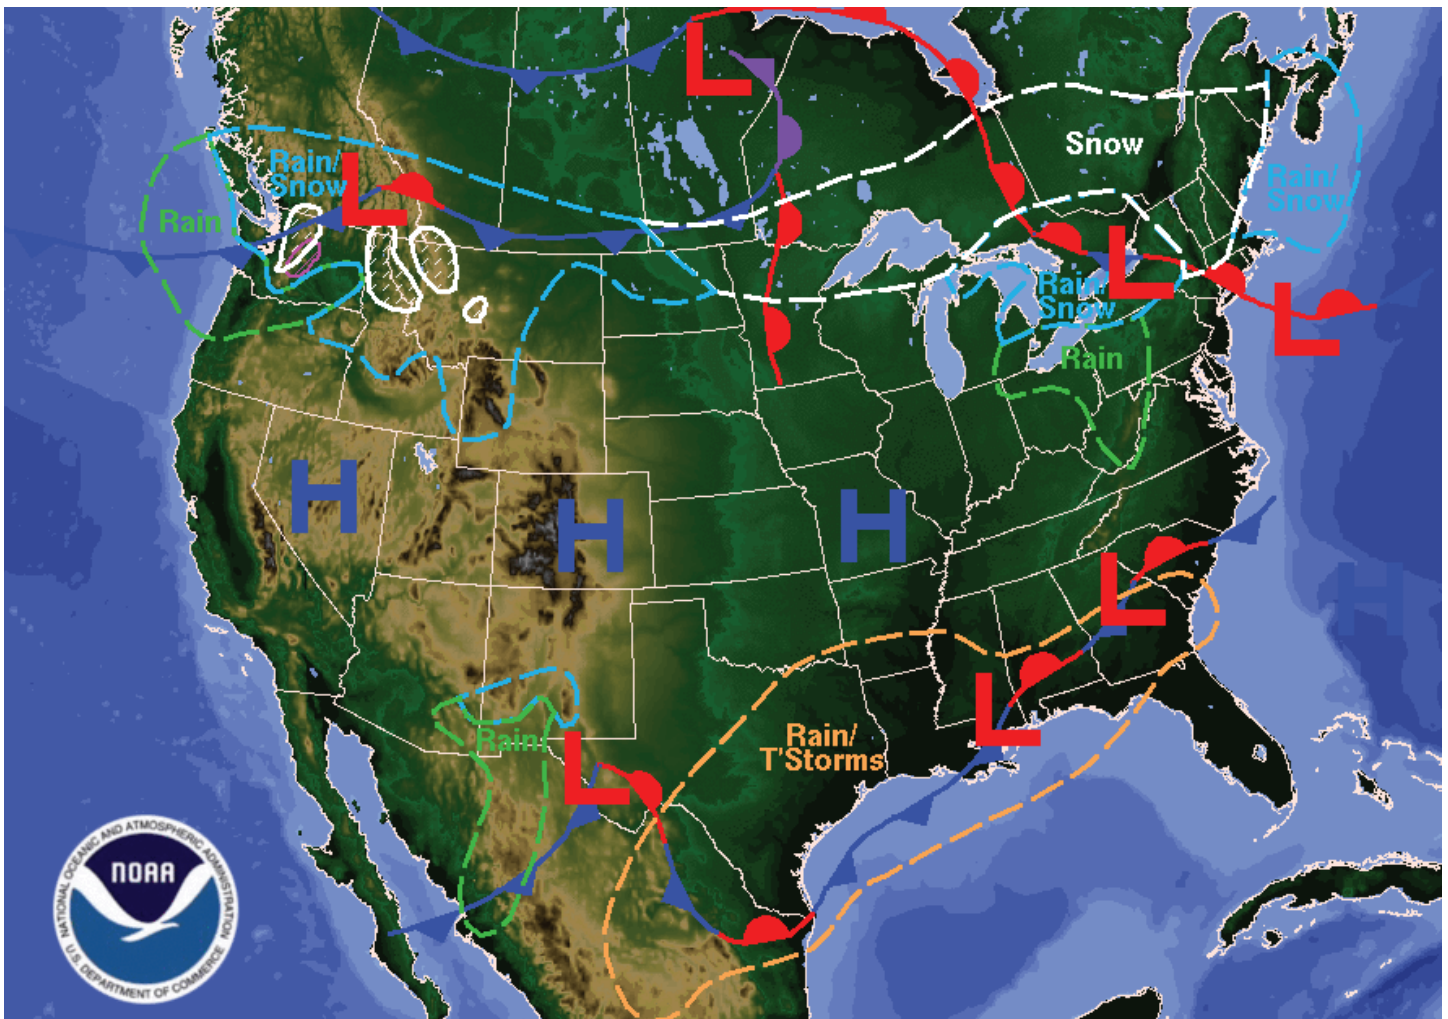 L
Snow
Rain/
Snow
L
Rain
Rain/
Snow
L
Rain/
Snow
L
Rain
H
H
H
H
L
L
Rain/
T'Storms
Rain/
L
NATIONAL OCEANIC AND ATMOSPHERIC ADMINISTRATION
NOAA
U.S. DEPARTMENT OF COMMERCE